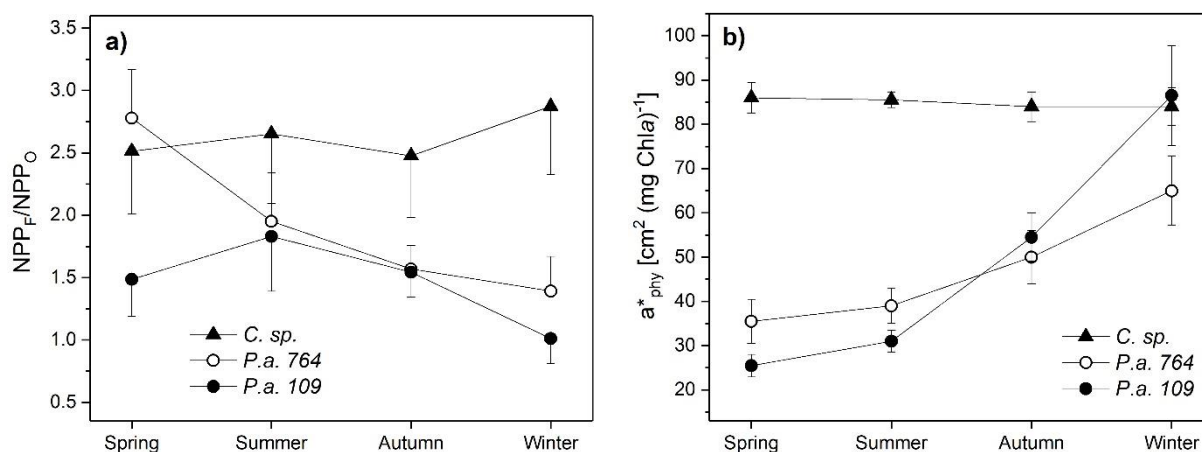 a)
NPP_F/NPP_O
3.5
3.0
2.5
2.0
1.5
1.0
0.5
C. sp.
P.a. 764
P.a. 109
Spring Summer Autumn Winter
b)
a*_phy [cm² (mg Chla)⁻¹]
100
90
80
70
60
50
40
30
20
C. sp.
P.a. 764
P.a. 109
Spring Summer Autumn Winter